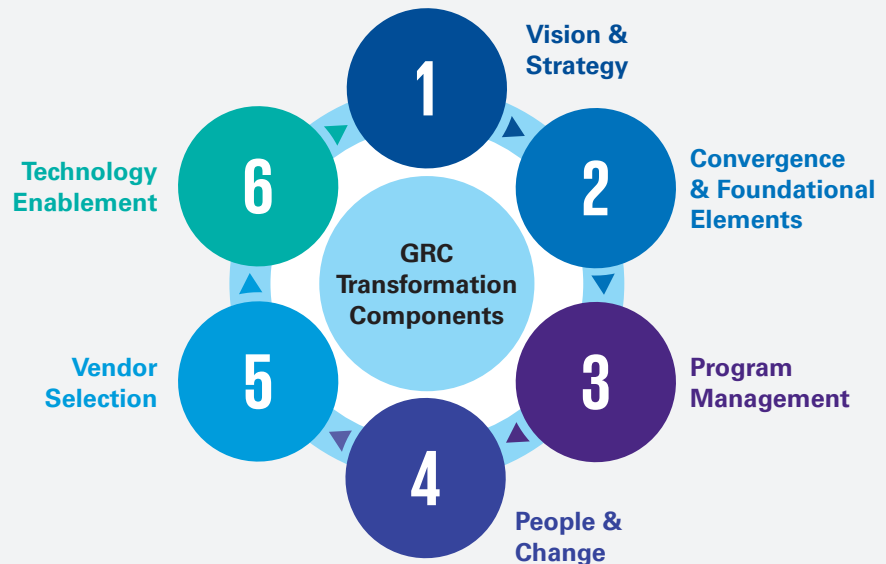 1
Vision &
Strategy
2
Convergence
& Foundational
Elements
3
Program
Management
4
People &
Change
5
Vendor
Selection
6
Technology
Enablement
GRC
Transformation
Components